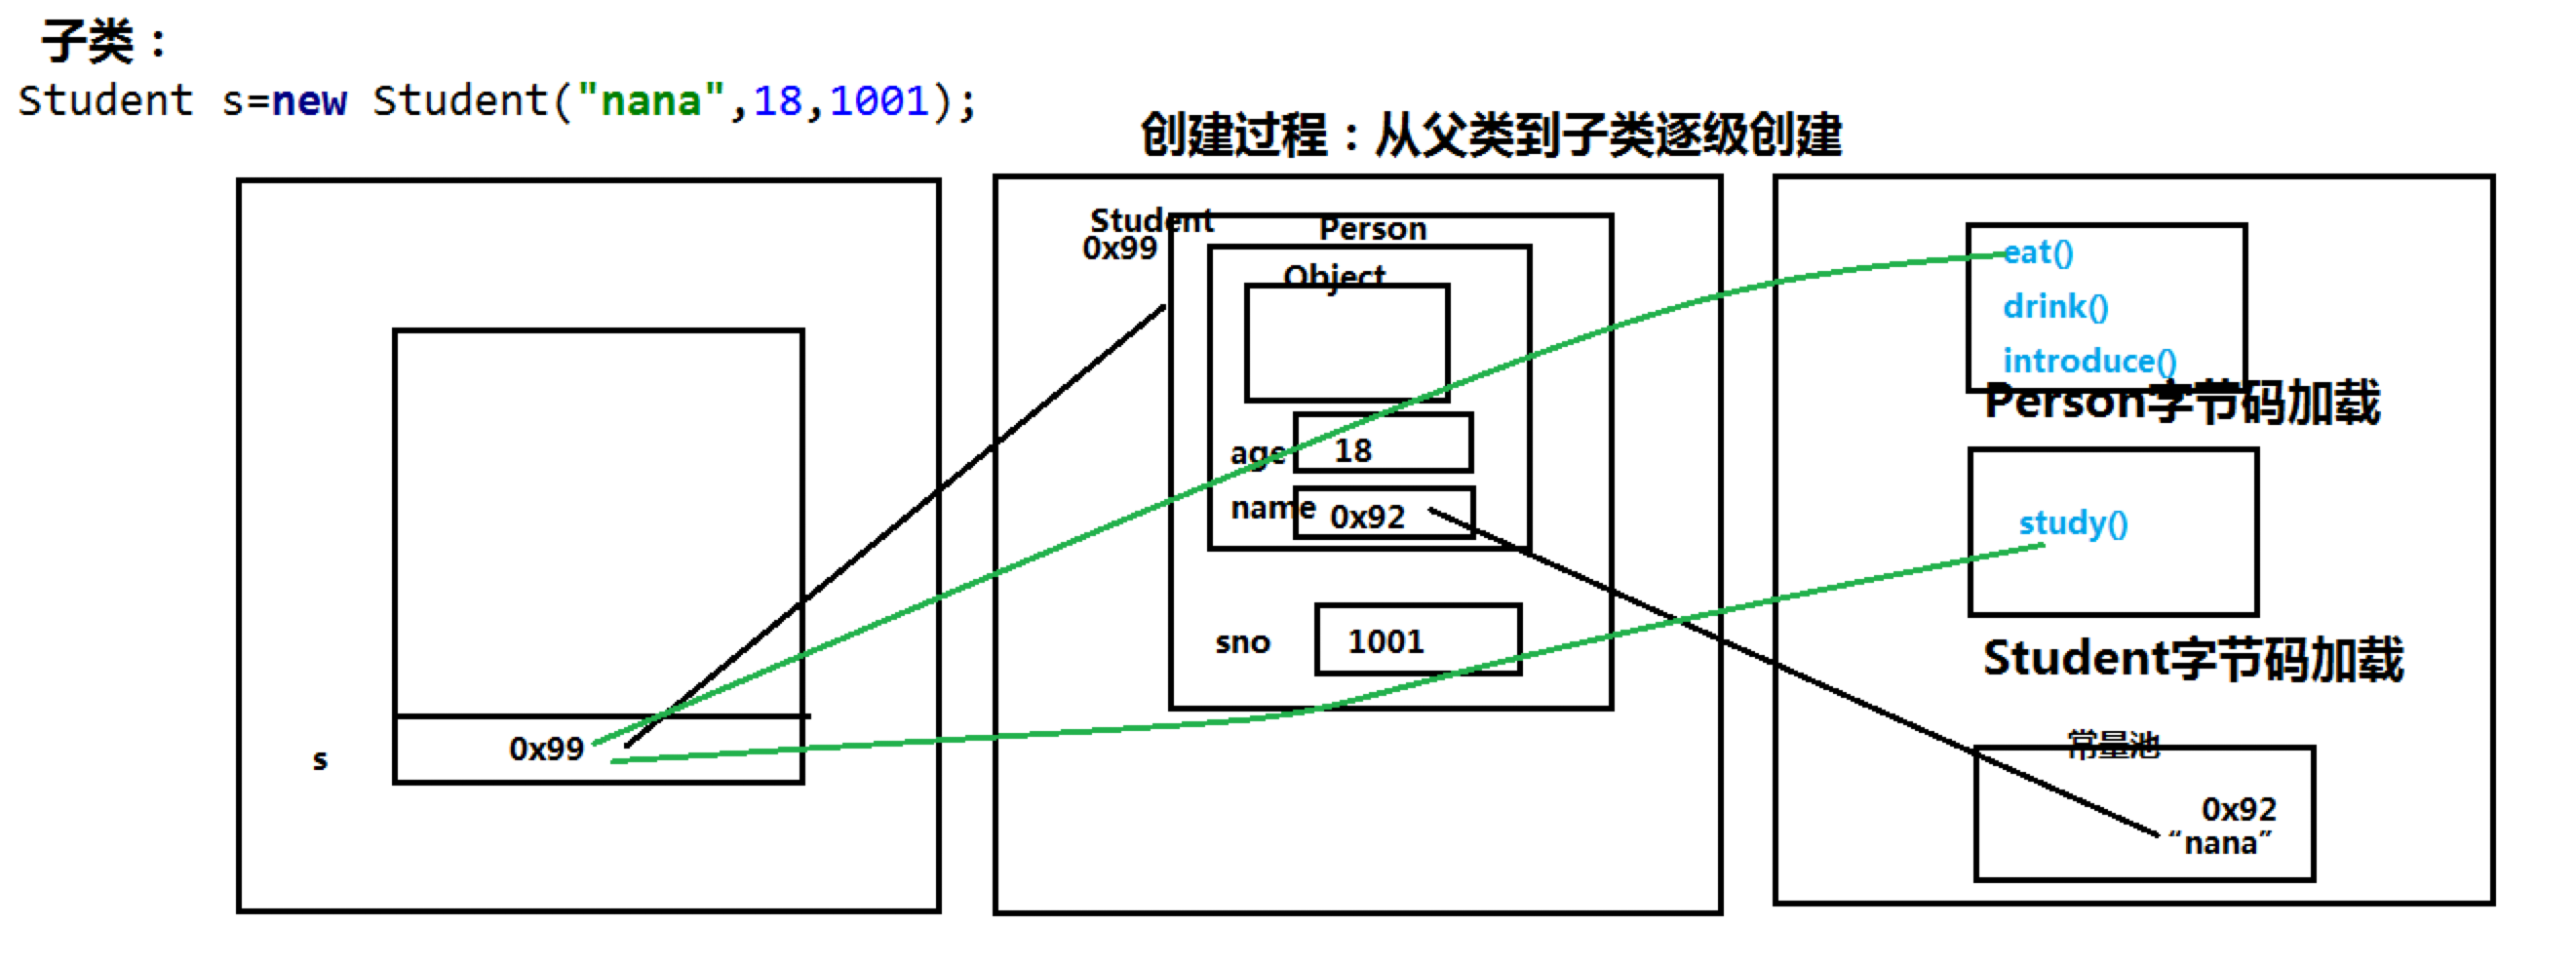 子类：
Student s=new Student("nana",18,1001);
创建过程：从父类到子类逐级创建
s
0x99
Student
0x99
Person
Object
age
18
name
0x92
sno
1001
eat()
drink()
introduce()
Person字节码加载
study()
Student字节码加载
常量池
0x92
“nana”